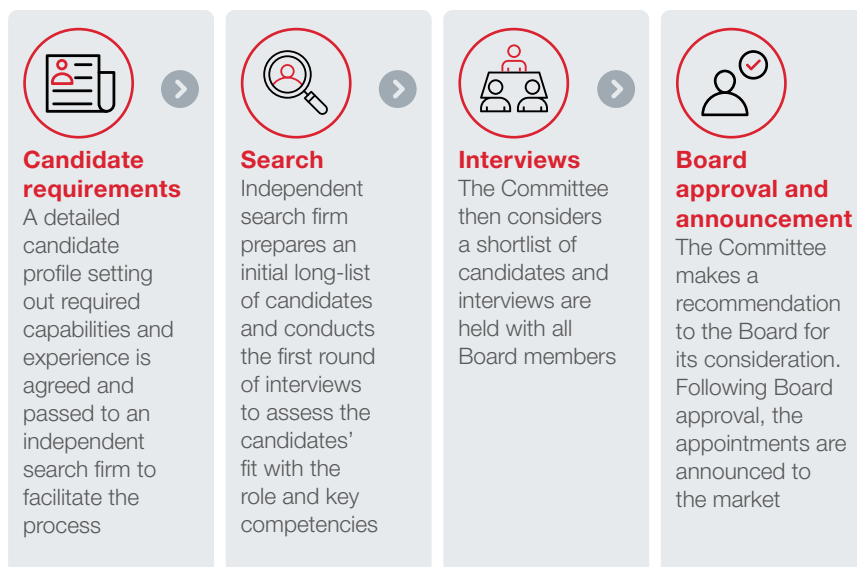 Candidate
requirements
A detailed
candidate
profile setting
out required
capabilities and
experience is
agreed and
passed to an
independent
search firm to
facilitate the
process
Search
Independent
search firm
prepares an
initial long-list
of candidates
and conducts
the first round
of interviews
to assess the
candidates’
fit with the
role and key
competencies
Interviews
The Committee
then considers
a shortlist of
candidates and
interviews are
held with all
Board members
Board
approval and
announcement
The Committee
makes a
recommendation
to the Board for
its consideration.
Following Board
approval, the
appointments are
announced to
the market